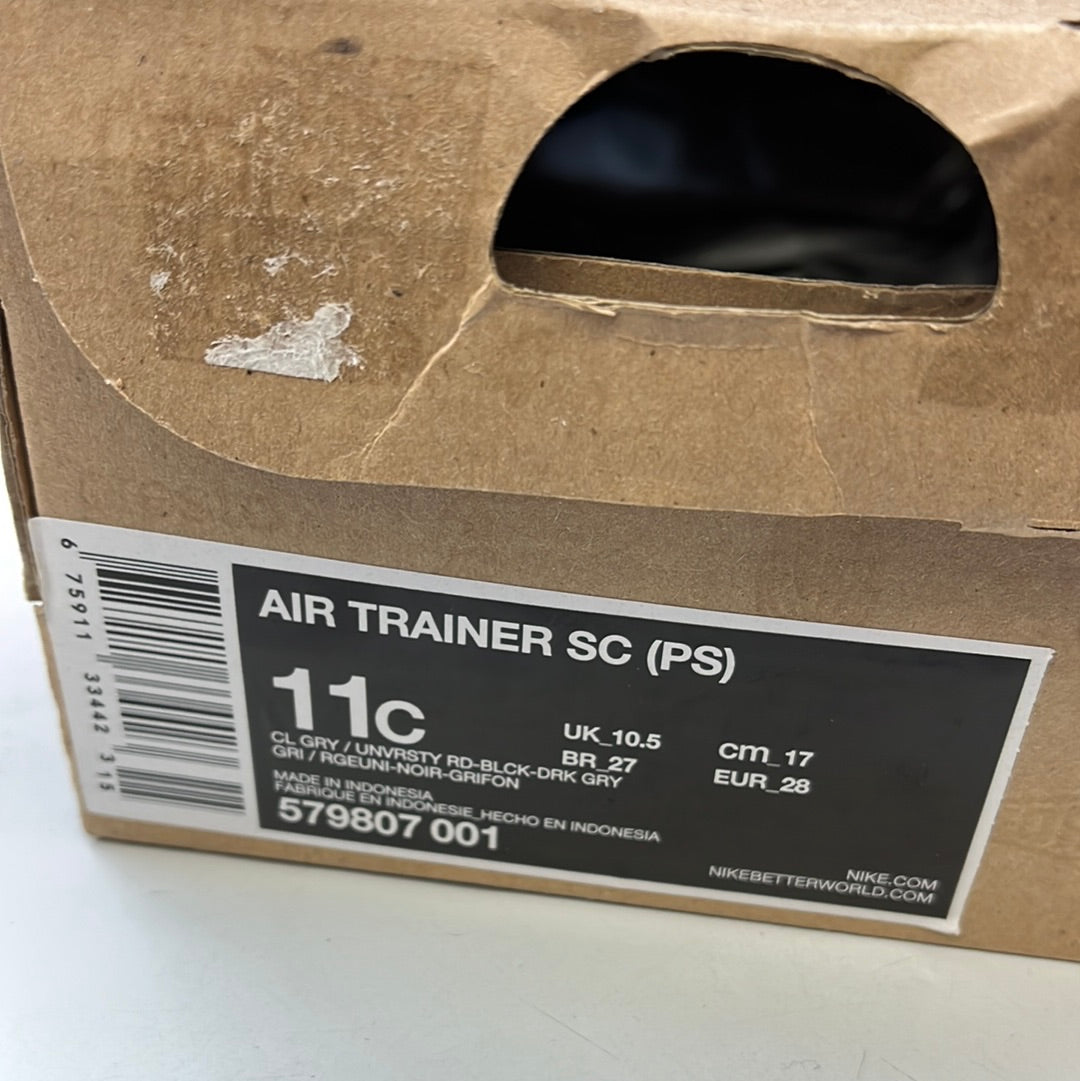 6 75911 33442 315
AIR TRAINER SC (PS)
11C
UK_10.5
cm_17
BR_27
EUR_28
CL GRY / UNVRSTY RD-BLCK-DRK GRY
GRI / RGEUNI-NOIR-GRIFON
MADE IN INDONESIA
FABRIQUE EN INDONESIE_HECHO EN INDONESIA
579807 001
NIKE.COM
NIKEBETTERWORLD.COM